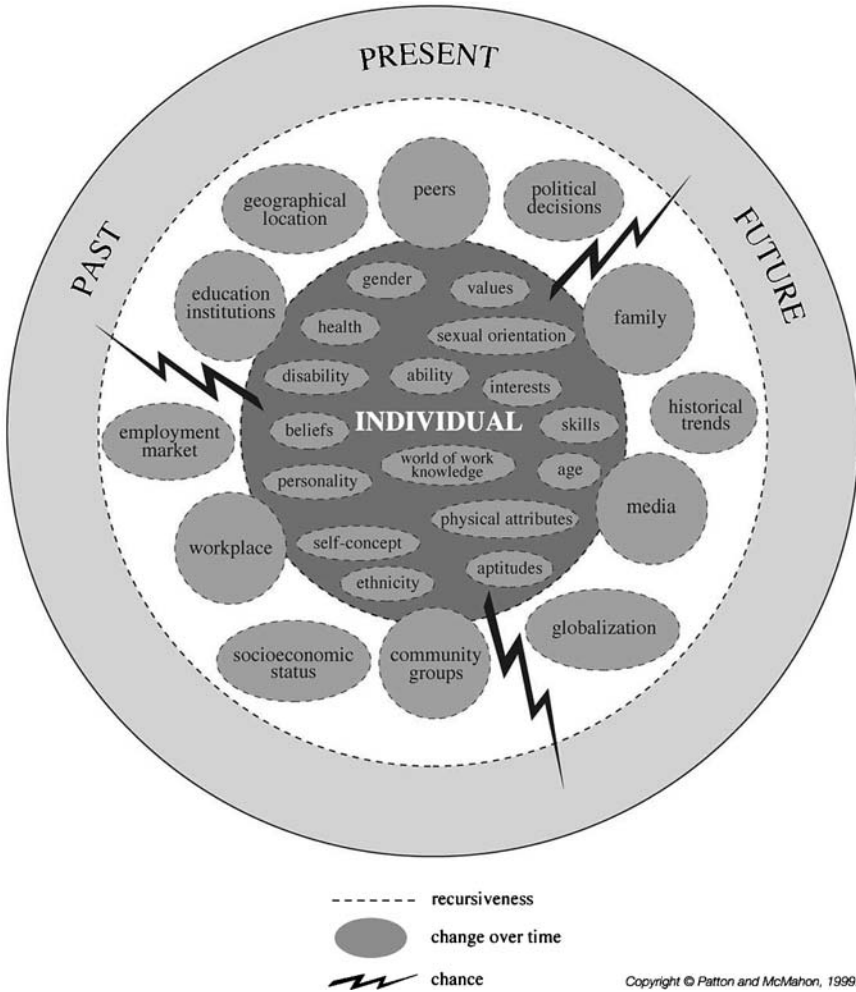 PRESENT
PAST
FUTURE
peers
political
decisions
geographical
location
education
institutions
family
historical
trends
employment
market
media
workplace
globalization
socioeconomic
status
community
groups
gender
values
health
sexual orientation
disability
ability
interests
INDIVIDUAL
beliefs
skills
world of work
knowledge
age
personality
physical attributes
self-concept
aptitudes
ethnicity
recursiveness
change over time
chance
Copyright © Patton and McMahon, 1999